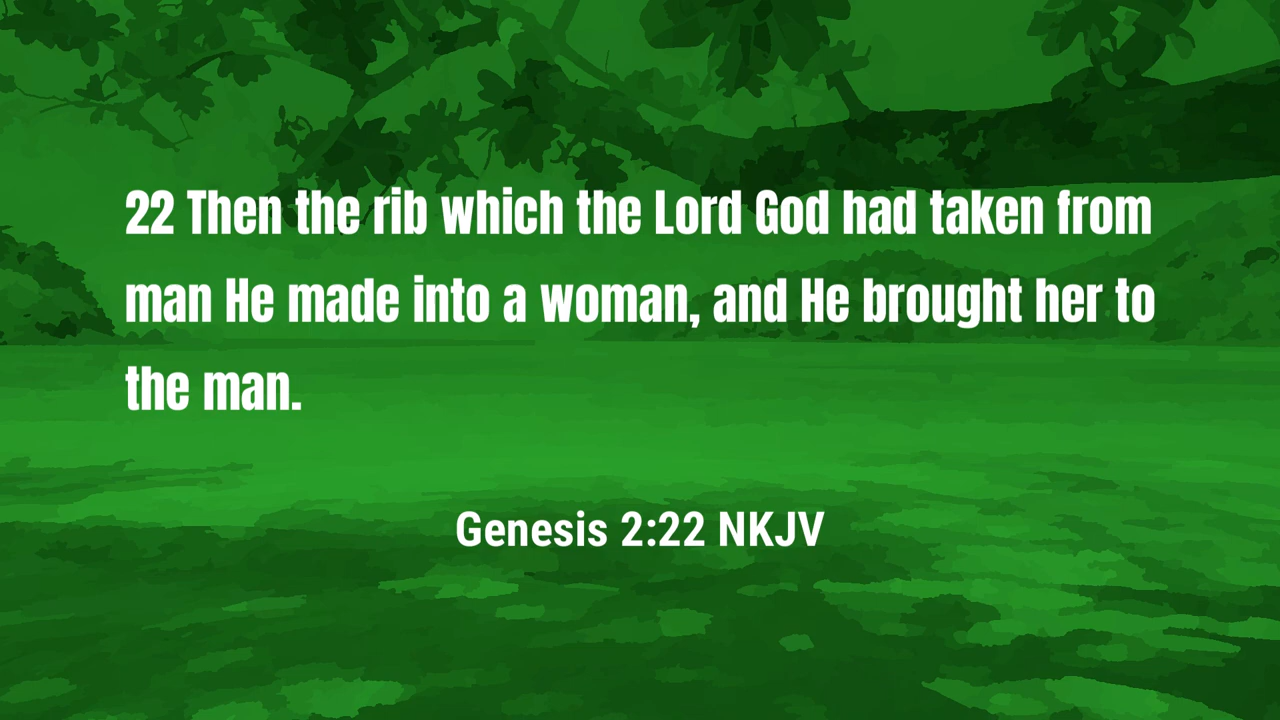 22 Then the rib which the Lord God had taken from
man He made into a woman, and He brought her to
the man.
Genesis 2:22 NKJV